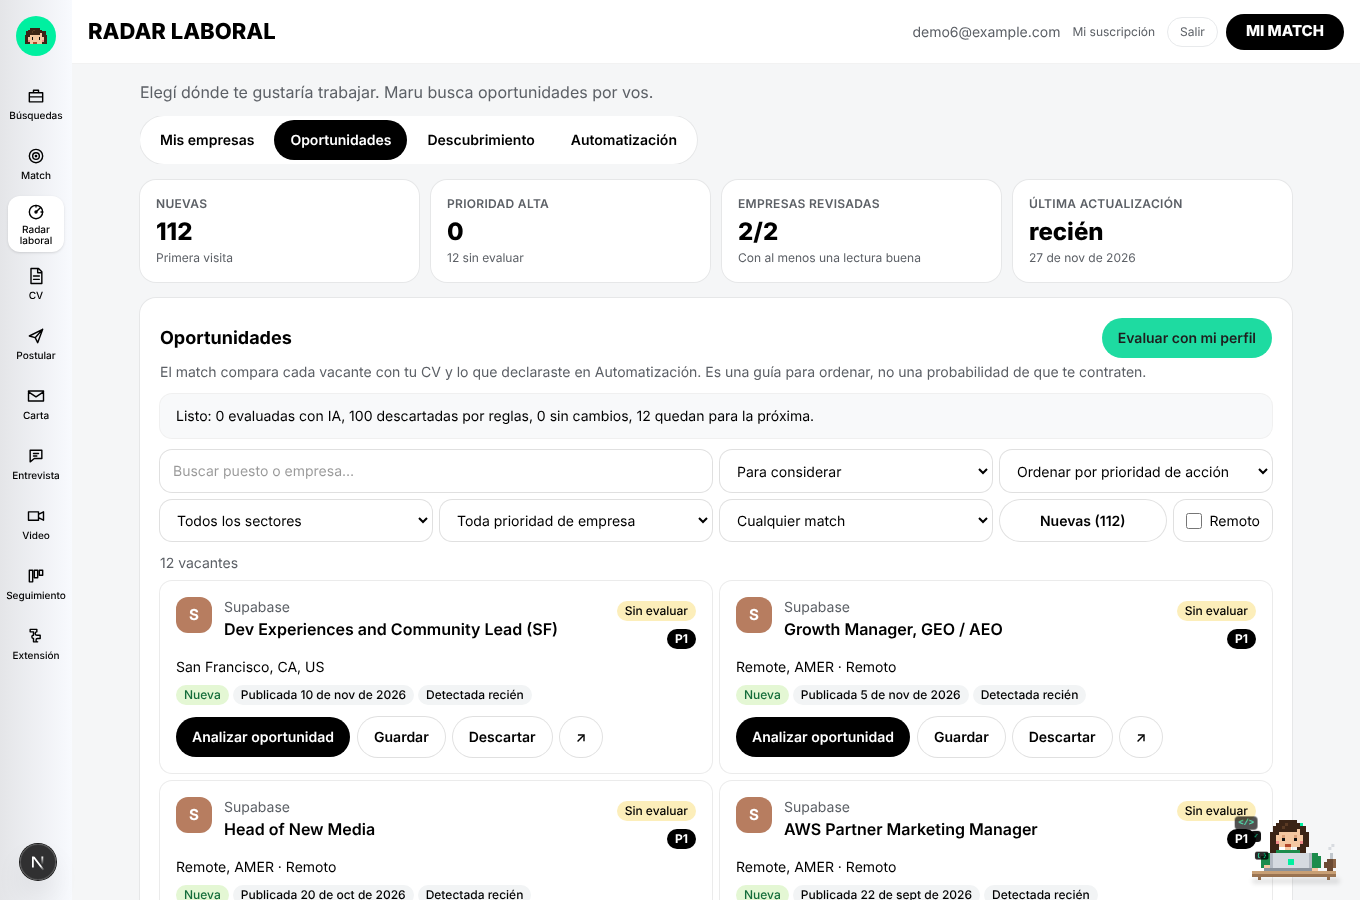 RADAR LABORAL
demo6@example.com
Mi suscripción
Salir
MI MATCH
Búsquedas
Match
Radar
laboral
CV
Postular
Carta
Entrevista
Video
Seguimiento
Extensión
N
Elegí dónde te gustaría trabajar. Maru busca oportunidades por vos.
Mis empresas
Oportunidades
Descubrimiento
Automatización
NUEVAS
112
Primera visita
PRIORIDAD ALTA
0
12 sin evaluar
EMPRESAS REVISADAS
2/2
Con al menos una lectura buena
ÚLTIMA ACTUALIZACIÓN
recién
27 de nov de 2026
Oportunidades
Evaluar con mi perfil
El match compara cada vacante con tu CV y lo que declaraste en Automatización. Es una guía para ordenar, no una probabilidad de que te contraten.
Listo: 0 evaluadas con IA, 100 descartadas por reglas, 0 sin cambios, 12 quedan para la próxima.
Buscar puesto o empresa...
Para considerar
Ordenar por prioridad de acción
Todos los sectores
Toda prioridad de empresa
Cualquier match
Nuevas (112)
Remoto
12 vacantes
S
Supabase
Dev Experiences and Community Lead (SF)
Sin evaluar
P1
San Francisco, CA, US
Nueva
Publicada 10 de nov de 2026
Detectada recién
Analizar oportunidad
Guardar
Descartar
S
Supabase
Growth Manager, GEO / AEO
Sin evaluar
P1
Remote, AMER · Remoto
Nueva
Publicada 5 de nov de 2026
Detectada recién
Analizar oportunidad
Guardar
Descartar
S
Supabase
Head of New Media
Sin evaluar
P1
Remote, AMER · Remoto
Nueva
Publicada 20 de oct de 2026
Detectada recién
S
Supabase
AWS Partner Marketing Manager
Sin evaluar
P1
Remote, AMER · Remoto
Nueva
Publicada 22 de sept de 2026
Detectada recién